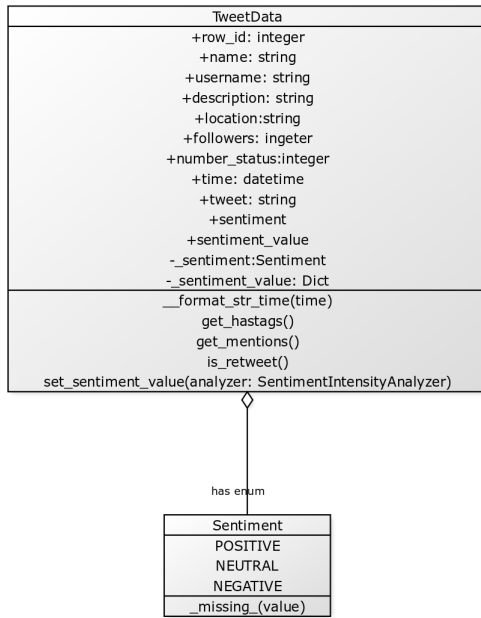 TweetData
+row_id: integer
+name: string
+username: string
+description: string
+location:string
+followers: ingeter
+number_status:integer
+time: datetime
+tweet: string
+sentiment
+sentiment_value
-_sentiment:Sentiment
-_sentiment_value: Dict
__format_str_time(time)
get_hastags()
get_mentions()
is_retweet()
set_sentiment_value(analyzer: SentimentIntensityAnalyzer)
has enum
Sentiment
POSITIVE
NEUTRAL
NEGATIVE
_missing_(value)